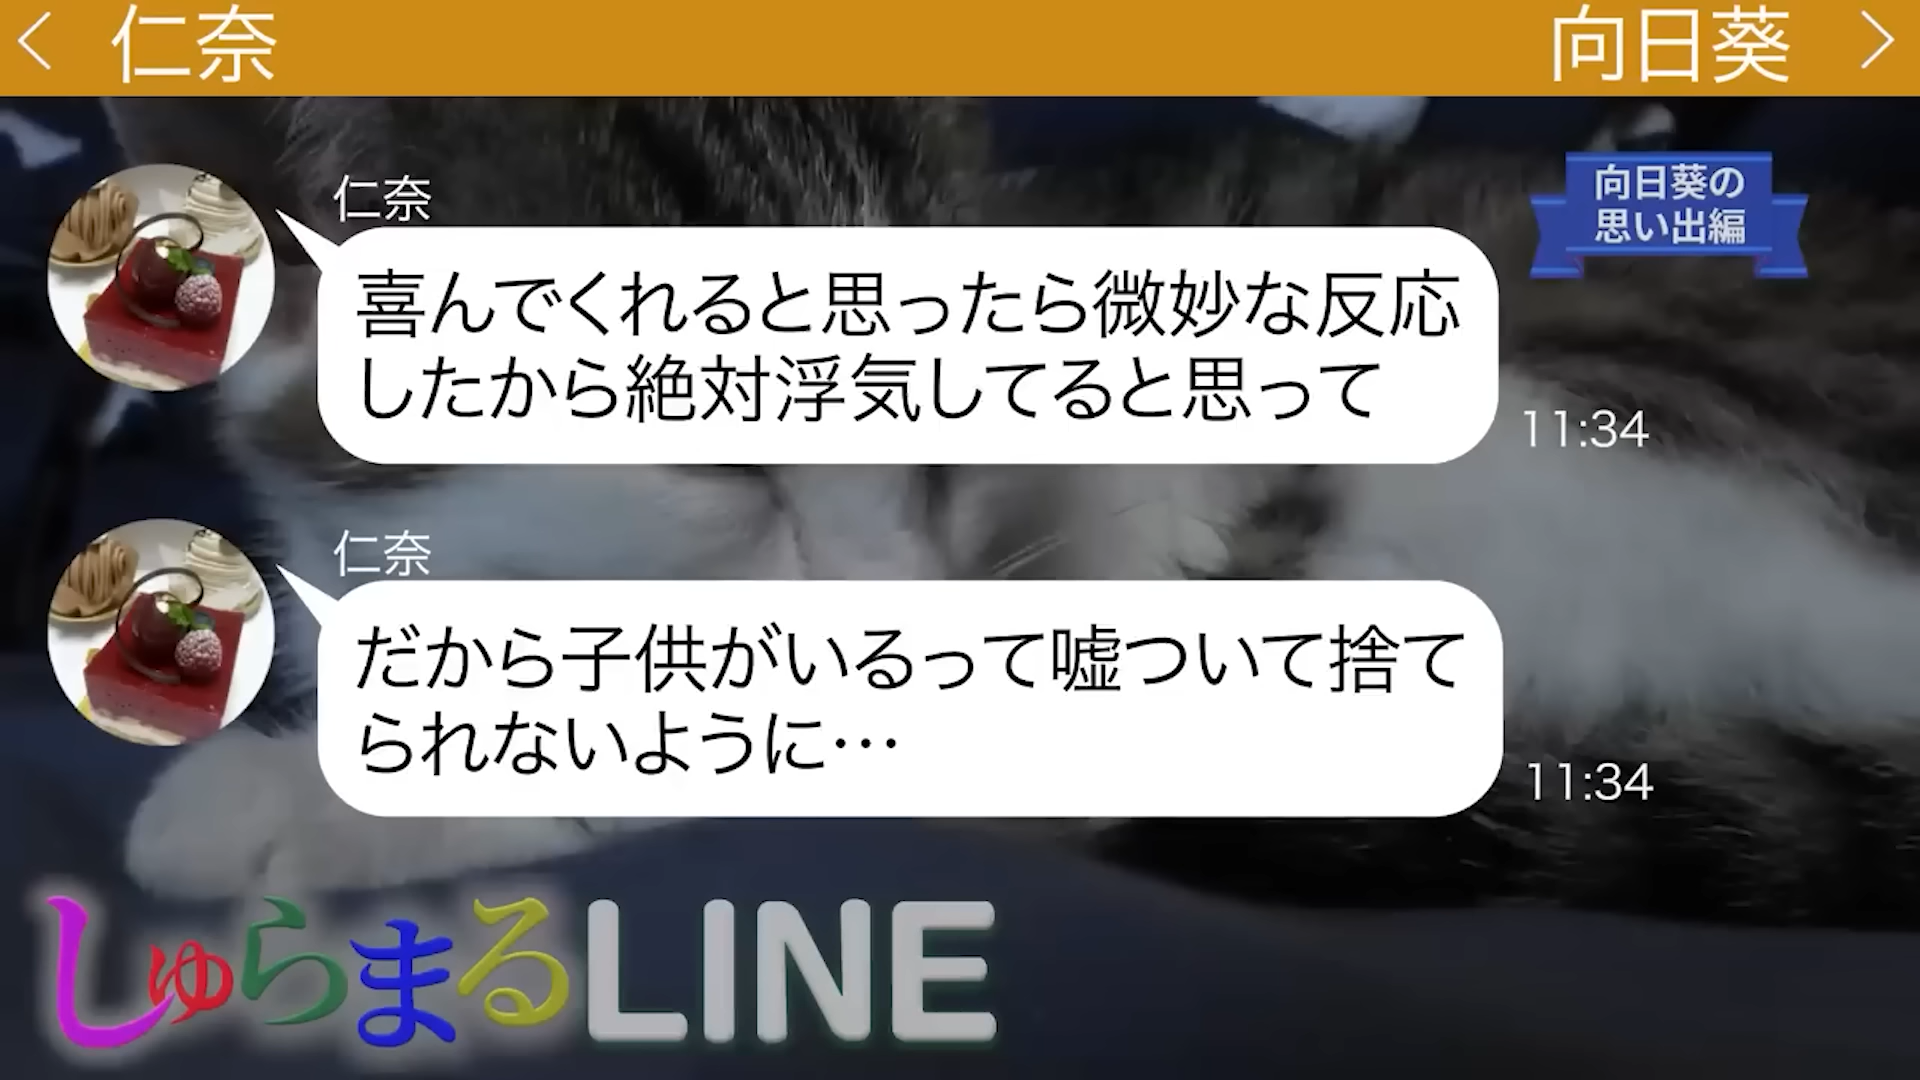 仁奈
向日葵
向日葵の
思い出編
仁奈
喜んでくれると思ったら微妙な反応
したから絶対浮気してると思って
11:34
仁奈
だから子供がいるって嘘ついて捨て
られないように…
11:34
しゅらまるLINE